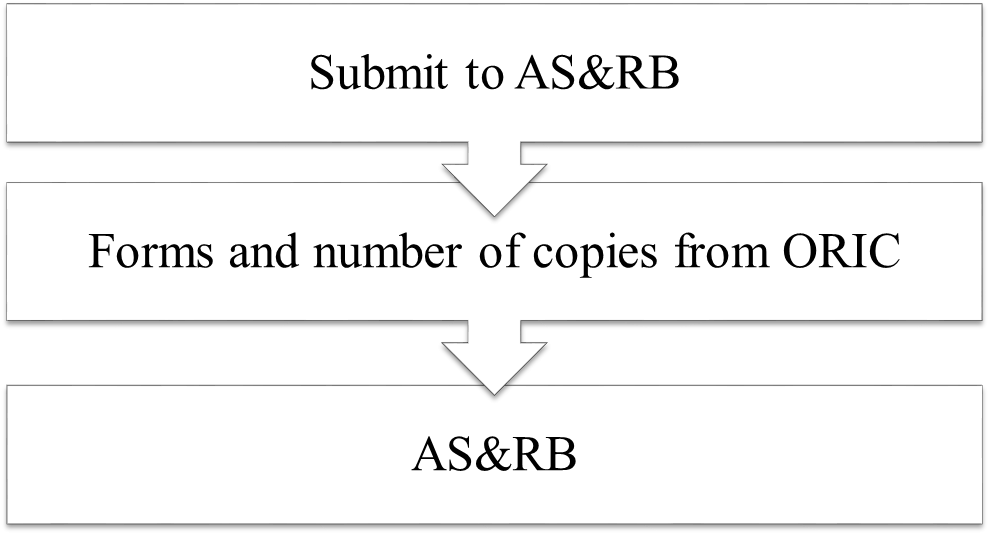 Submit to AS&RB
Forms and number of copies from ORIC
AS&RB